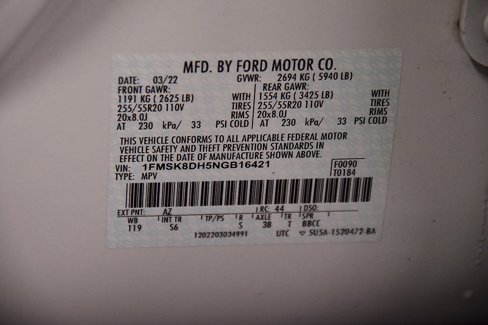 MFD. BY FORD MOTOR CO.
DATE: 03/22 GVWR: 2694 KG ( 5940 LB)
FRONT GAWR: REAR GAWR:
1191 KG ( 2625 LB) WITH 1554 KG ( 3425 LB) WITH
255/55R20 110V TIRES 255/55R20 110V TIRES
20x8.0J RIMS 20x8.0J RIMS
AT 230 kPa/ 33 PSI COLD AT 230 kPa/ 33 PSI COLD
THIS VEHICLE CONFORMS TO ALL APPLICABLE FEDERAL MOTOR
VEHICLE SAFETY AND THEFT PREVENTION STANDARDS IN EFFECT
ON THE DATE OF MANUFACTURE SHOWN ABOVE.
VIN: 1FMSK8DH5NGB16421 F0090
TYPE: MPV T0184
EXT PNT: AZ RC: 44 DSO:
WB INT TR TP/PS R AXLE TR SPR
119 S6 S 3B T BBCC
1202203034991 UTC 5U5A-1520472-BA